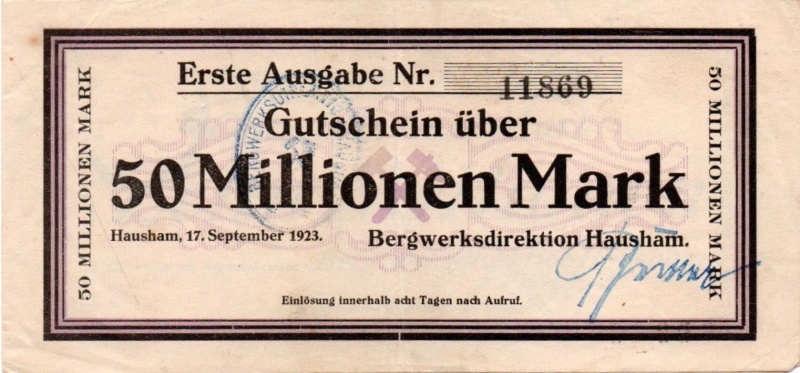 Erste Ausgabe Nr. 11869
Gutschein über
50 Millionen Mark
Hausham, 17. September 1923.
Bergwerksdirektion Hausham.
Einlösung innerhalb acht Tagen nach Aufruf.
50 MILLIONEN MARK
50 MILLIONEN MARK